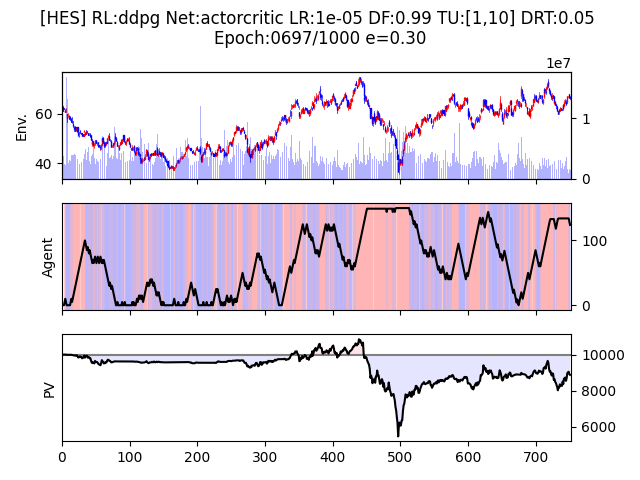 [HES] RL:ddpg Net:actorcritic LR:1e-05 DF:0.99 TU:[1,10] DRT:0.05
Epoch:0697/1000 e=0.30
1e7
Env.
60
40
1
0
Agent
100
0
PV
10000
8000
6000
0 100 200 300 400 500 600 700